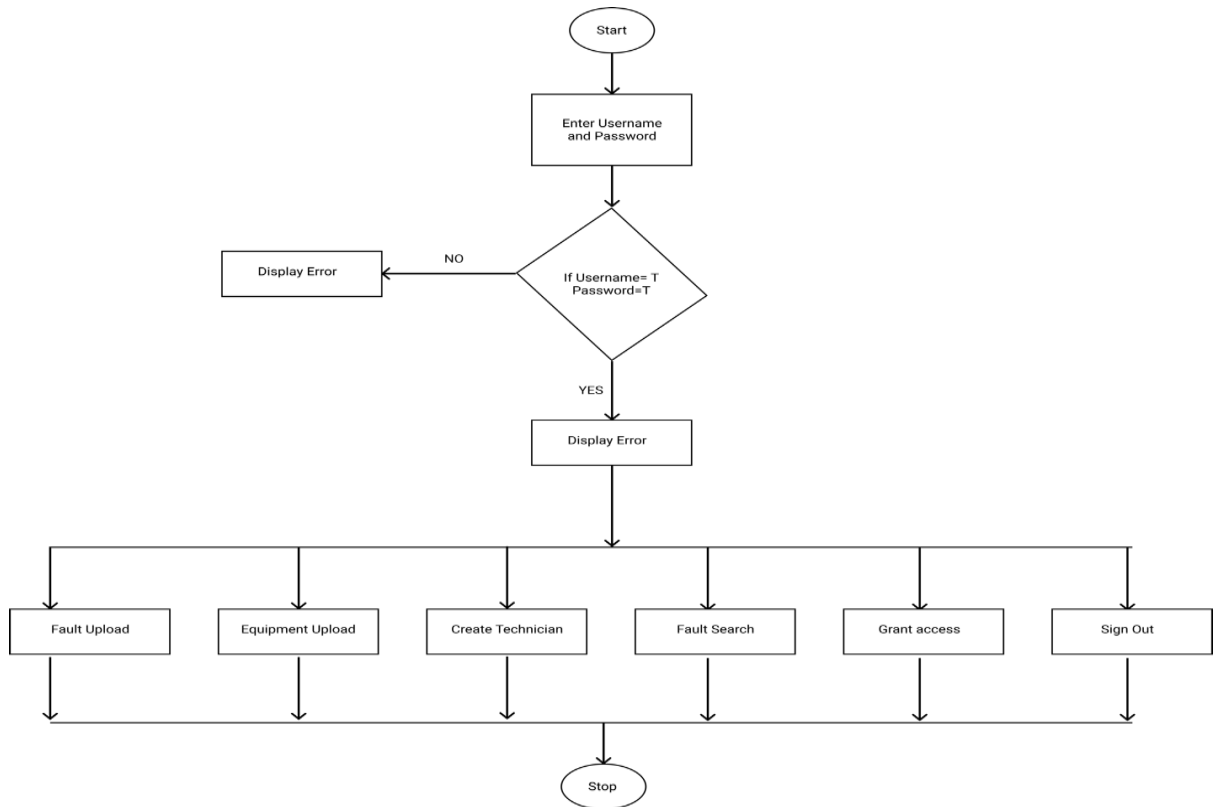 Start
Enter Username
and Password
If Username= T
Password=T
NO
Display Error
YES
Display Error
Fault Upload
Equipment Upload
Create Technician
Fault Search
Grant access
Sign Out
Stop